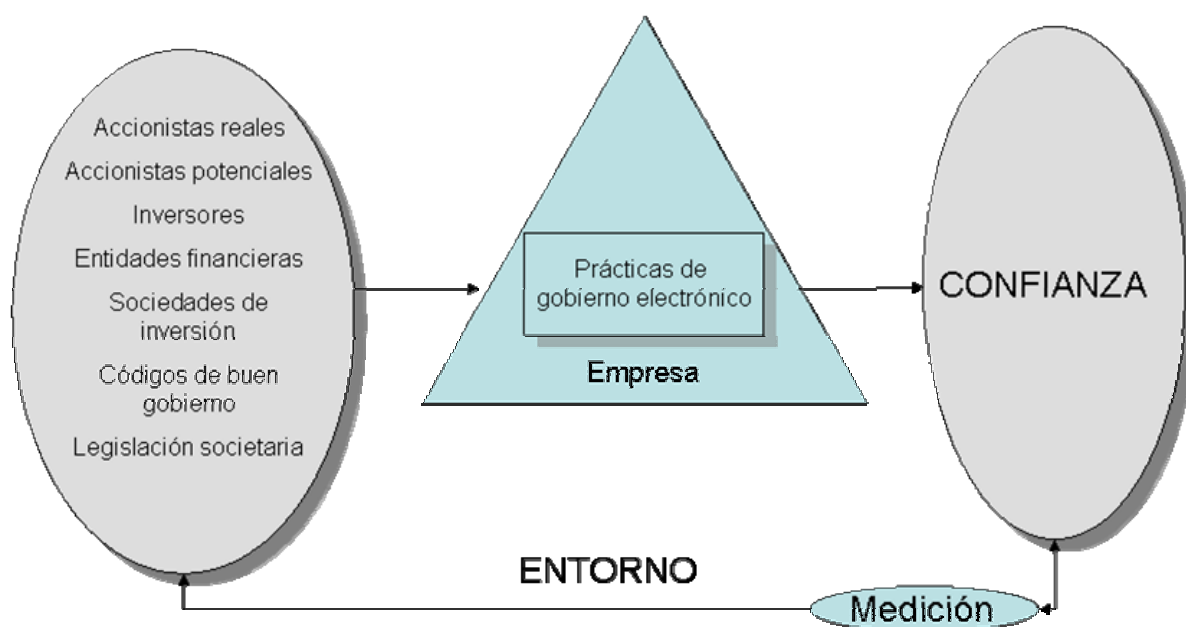 Accionistas reales
Accionistas potenciales
Inversores
Entidades financieras
Sociedades de
inversión
Códigos de buen
gobierno
Legislación societaria
Prácticas de
gobierno electrónico
Empresa
CONFIANZA
ENTORNO
Medición